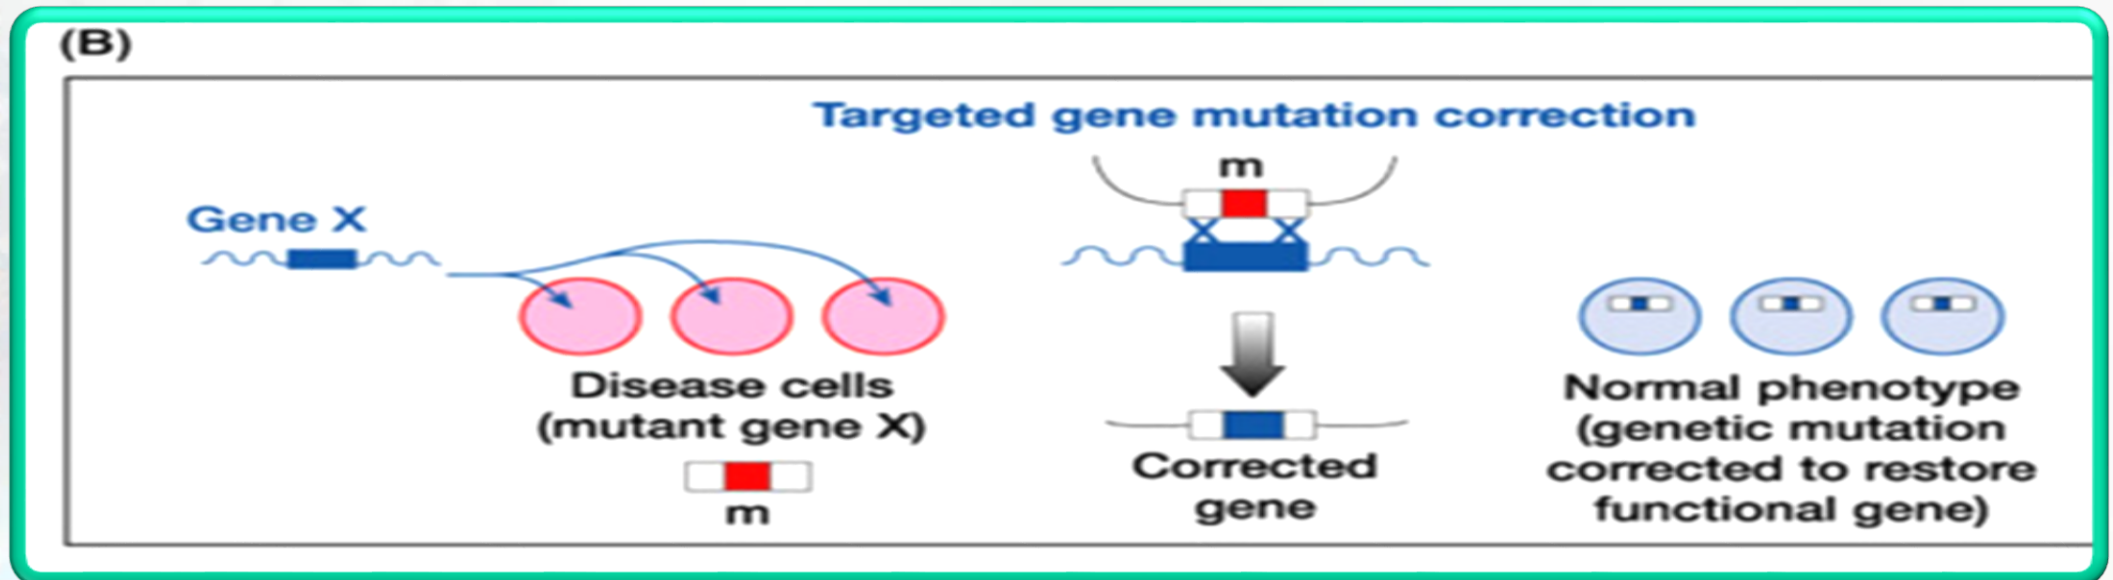 (B)
Targeted gene mutation correction
m
Gene X
Disease cells
(mutant gene X)
m
Corrected
gene
Normal phenotype
(genetic mutation
corrected to restore
functional gene)